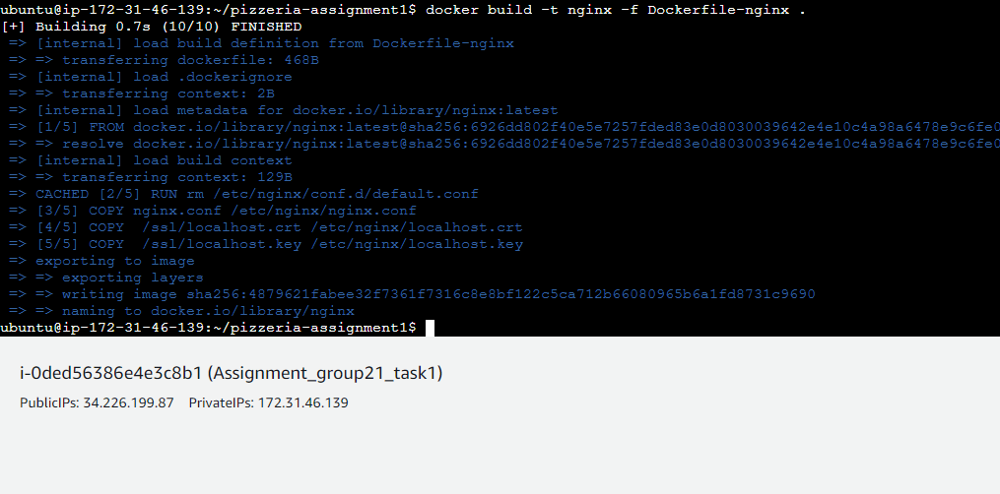 ubuntu@ip-172-31-46-139:~/pizzeria-assignment1$ docker build -t nginx -f Dockerfile-nginx .
[+] Building 0.7s (10/10) FINISHED
=> [internal] load build definition from Dockerfile-nginx
=> => transferring dockerfile: 468B
=> [internal] load .dockerignore
=> => transferring context: 2B
=> [internal] load metadata for docker.io/library/nginx:latest
=> [1/5] FROM docker.io/library/nginx:latest@sha256:6926dd802f40e5e7257fded83e0d8030039642e4e10c4a98a6478e9c6fe0
=> => resolve docker.io/library/nginx:latest@sha256:6926dd802f40e5e7257fded83e0d8030039642e4e10c4a98a6478e9c6fe0
=> [internal] load build context
=> => transferring context: 129B
=> CACHED [2/5] RUN rm /etc/nginx/conf.d/default.conf
=> [3/5] COPY nginx.conf /etc/nginx/nginx.conf
=> [4/5] COPY  /ssl/localhost.crt /etc/nginx/localhost.crt
=> [5/5] COPY  /ssl/localhost.key /etc/nginx/localhost.key
=> exporting to image
=> => exporting layers
=> => writing image sha256:4879621fabee32f7361f7316c8e8bf122c5ca712b66080965b6a1fd8731c9690
=> => naming to docker.io/library/nginx
ubuntu@ip-172-31-46-139:~/pizzeria-assignment1$
i-0ded56386e4e3c8b1 (Assignment_group21_task1)
PublicIPs: 34.226.199.87 PrivateIPs: 172.31.46.139